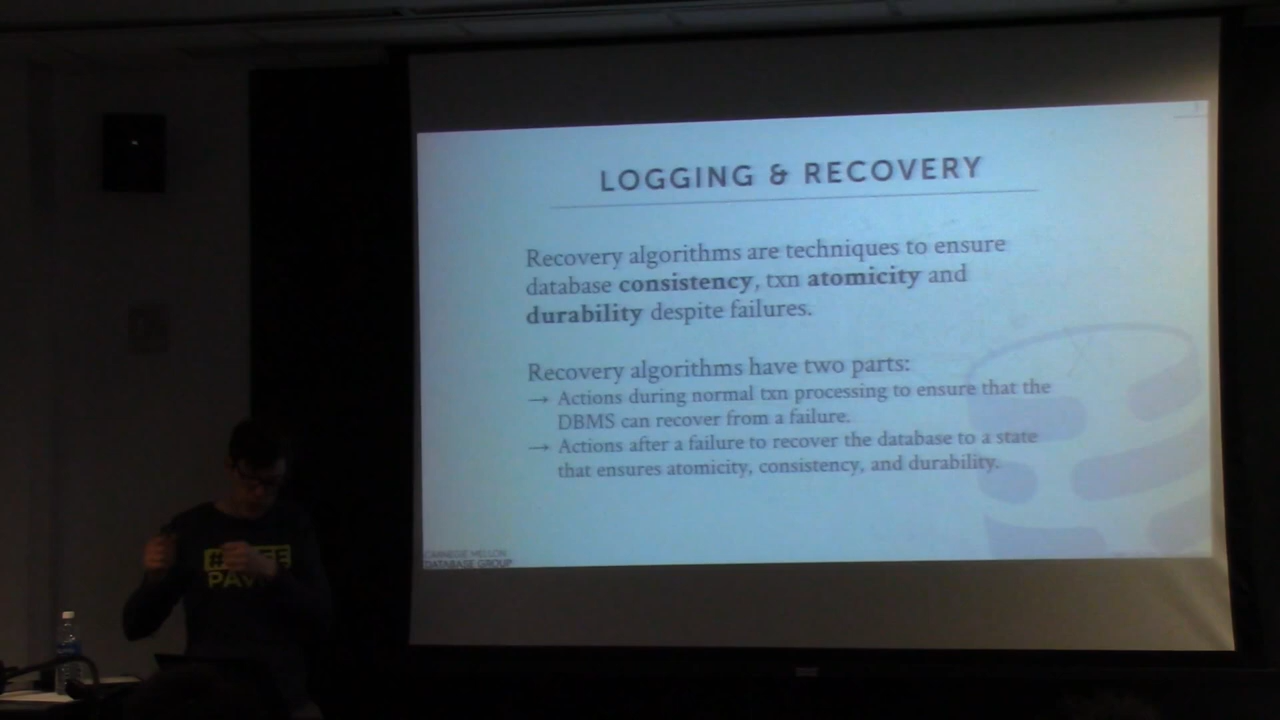 LOGGING & RECOVERY
Recovery algorithms are techniques to ensure
database consistency, txn atomicity and
durability despite failures.
Recovery algorithms have two parts:
→ Actions during normal txn processing to ensure that the
DBMS can recover from a failure.
→ Actions after a failure to recover the database to a state
that ensures atomicity, consistency, and durability.
CARNEGIE MELLON
DATABASE GROUP